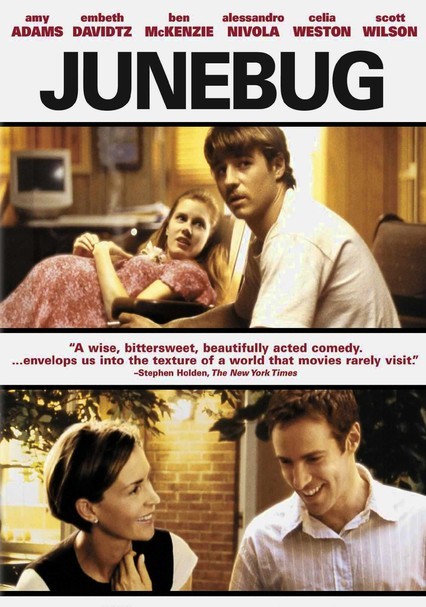 amy embeth ben alessandro celia scott
ADAMS DAVIDTZ McKENZIE NIVOLA WESTON WILSON
JUNEBUG
“A wise, bittersweet, beautifully acted comedy.
...envelops us into the texture of a world that movies rarely visit.”
–Stephen Holden, The New York Times